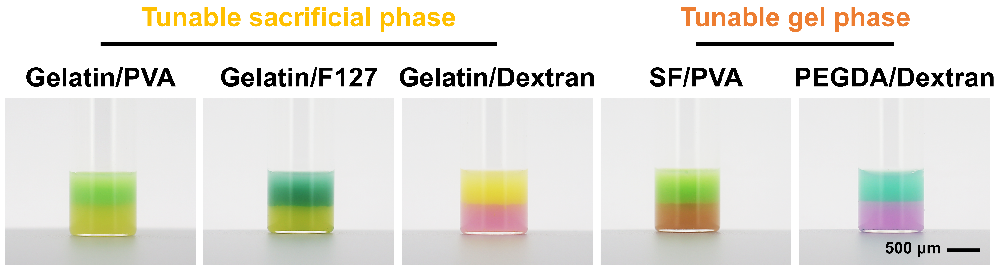 Tunable sacrificial phase
Tunable gel phase
Gelatin/PVA
Gelatin/F127
Gelatin/Dextran
SF/PVA
PEGDA/Dextran
500 µm